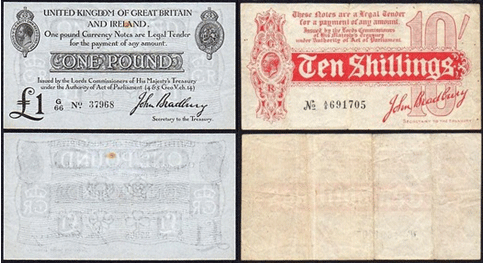 UNITED KINGDOM OF GREAT BRITAIN
AND IRELAND.
One pound Currency Notes are Legal Tender
for the payment of any amount.
ONE POUND
Issued by the Lords Commissioners of His Majesty's Treasury
under the Authority of Act of Parliament (4 & 5 Geo.V.ch.14)
£1 G/66 No 37968 John Bradbury
Secretary to the Treasury.
These Notes are a Legal Tender
for a payment of any amount.
Issued by the Lords Commissioners
of His Majesty's Treasury
under Authority of Act of Parliament.
10/-
Ten Shillings
No 691705 John Bradbury
10/-
SECRETARY TO THE TREASURY.